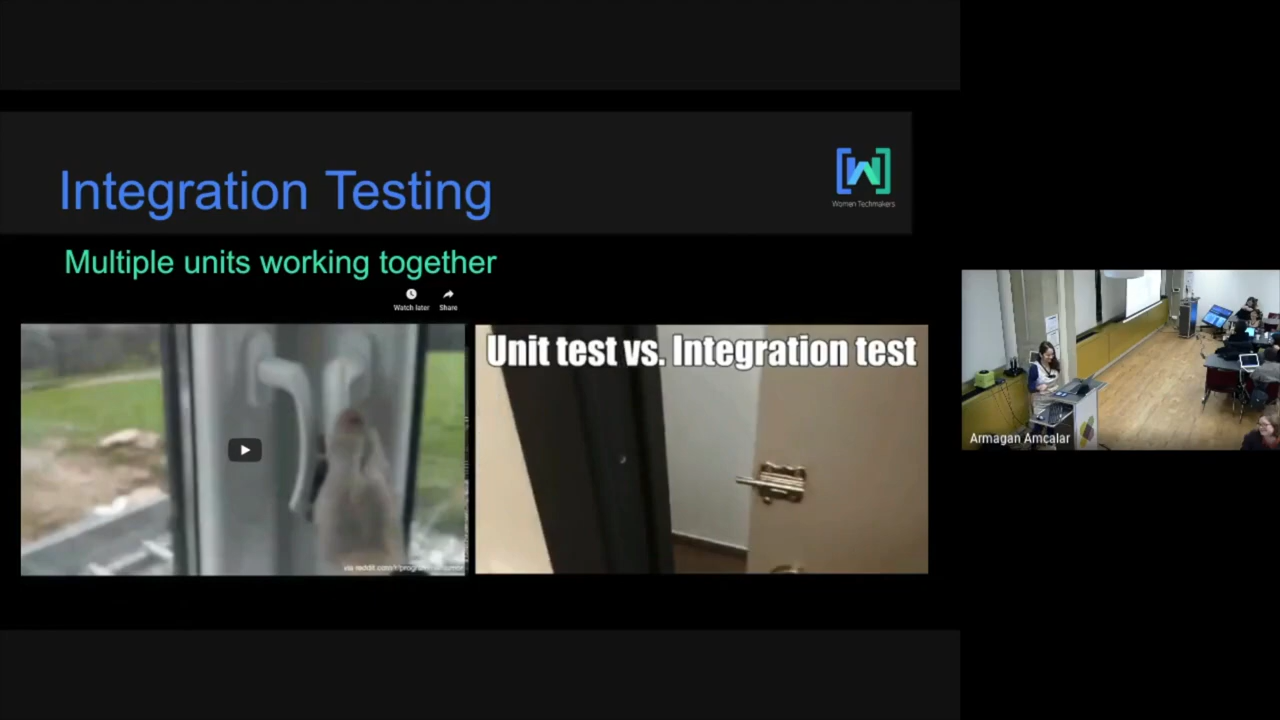 Integration Testing
Women Techmakers
Multiple units working together
Watch later
Share
Unit test vs. Integration test
Armagan Amcalar